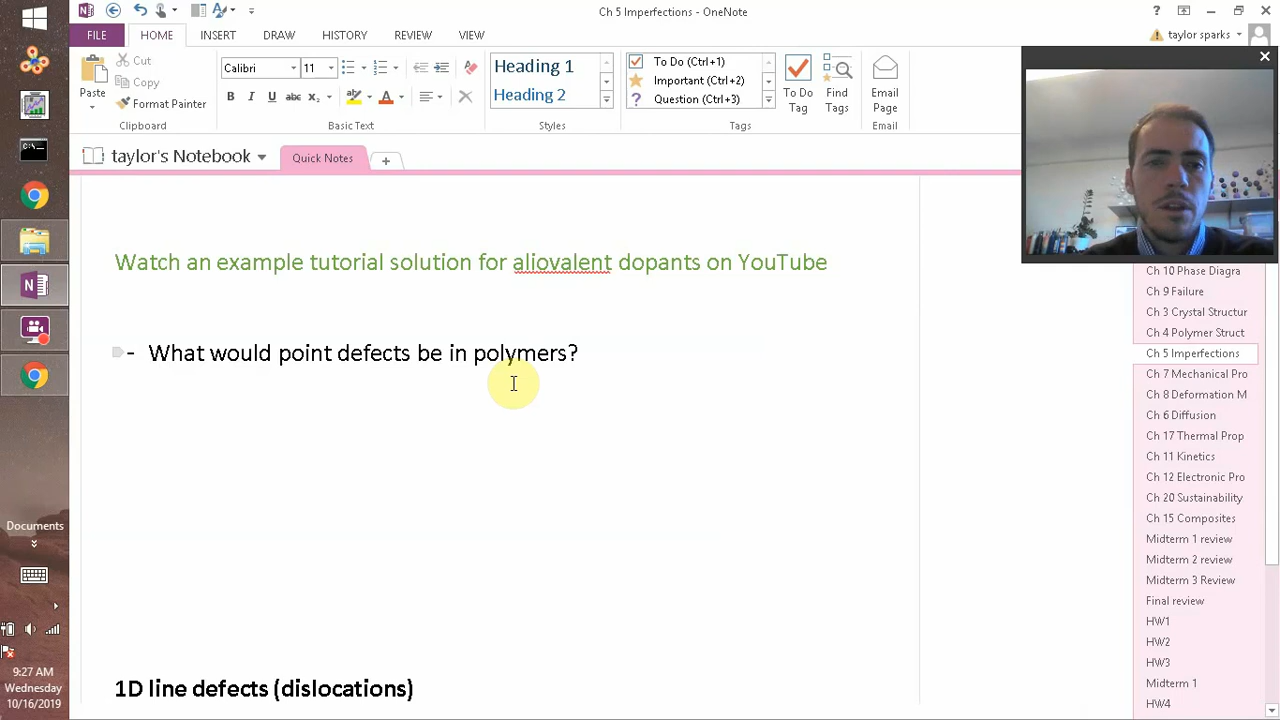 Ch 5 Imperfections - OneNote
?
FILE
HOME
INSERT
DRAW
HISTORY
REVIEW
VIEW
taylor sparks
Paste
Cut
Copy
Format Painter
Clipboard
Calibri
11
B I U abc x₂
A
Basic Text
Heading 1
Heading 2
Styles
To Do (Ctrl+1)
Important (Ctrl+2)
? Question (Ctrl+3)
To Do Tag
Find Tags
Tags
Email Page
Email
taylor's Notebook
Quick Notes
Watch an example tutorial solution for aliovalent dopants on YouTube
- What would point defects be in polymers?
1D line defects (dislocations)
Ch 10 Phase Diagra
Ch 9 Failure
Ch 3 Crystal Structur
Ch 4 Polymer Struct
Ch 5 Imperfections
Ch 7 Mechanical Pro
Ch 8 Deformation M
Ch 6 Diffusion
Ch 17 Thermal Prop
Ch 11 Kinetics
Ch 12 Electronic Pro
Ch 20 Sustainability
Ch 15 Composites
Midterm 1 review
Midterm 2 review
Midterm 3 Review
Final review
HW1
HW2
HW3
Midterm 1
HW4
Documents
9:27 AM
Wednesday
10/16/2019